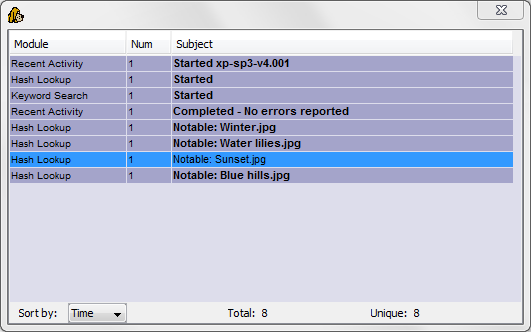 Module Num Subject
Recent Activity 1 Started xp-sp3-v4.001
Hash Lookup 1 Started
Keyword Search 1 Started
Recent Activity 1 Completed - No errors reported
Hash Lookup 1 Notable: Winter.jpg
Hash Lookup 1 Notable: Water lilies.jpg
Hash Lookup 1 Notable: Sunset.jpg
Hash Lookup 1 Notable: Blue hills.jpg
Sort by: Time Total: 8 Unique: 8